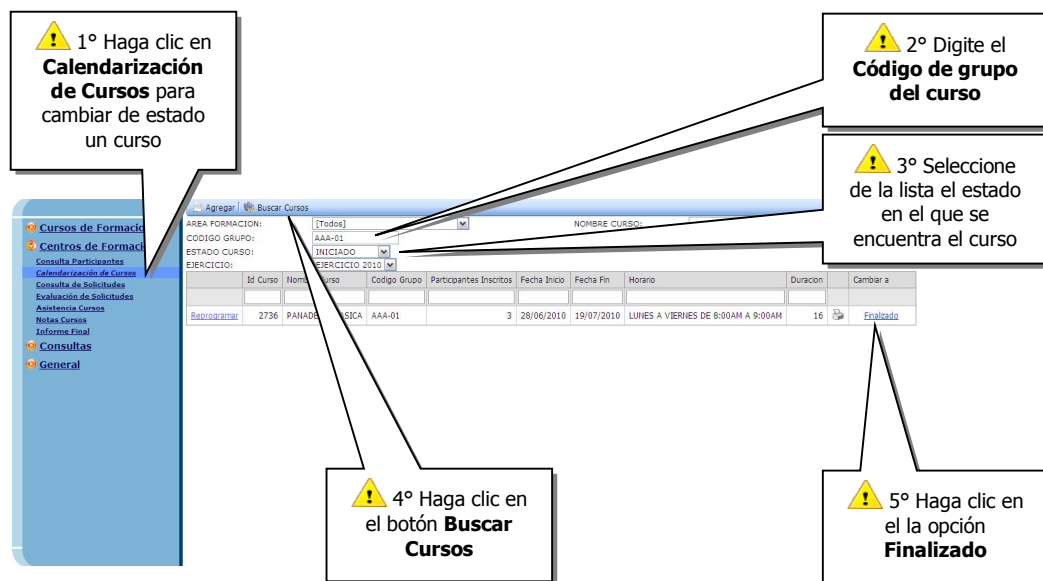 1° Haga clic en
Calendarización
de Cursos para
cambiar de estado
un curso
2° Digite el
Código de grupo
del curso
3° Seleccione
de la lista el estado
en el que se
encuentra el curso
Cursos de Formacio
Centros de Formaci
Consulta Participantes
Calendarización de Cursos
Consulta de Solicitudes
Evaluación de Solicitudes
Asistencia Cursos
Notas Cursos
Informe Final
Consultas
General
Agregar Buscar Cursos
AREA FORMACION: [Todos] NOMBRE CURSO:
CODIGO GRUPO: AAA-01
ESTADO CURSO: INICIADO
EJERCICIO: EJERCICIO 2010
Id Curso Curso Codigo Grupo Participantes Inscritos Fecha Inicio Fecha Fin Horario Duracion Cambiar a
Reprogramar 2736 AAA-01 3 28/06/2010 19/07/2010 LUNES A VIERNES DE 8:00AM A 9:00AM 16 Finalizado
4° Haga clic en
el botón Buscar
Cursos
5° Haga clic en
el la opción
Finalizado